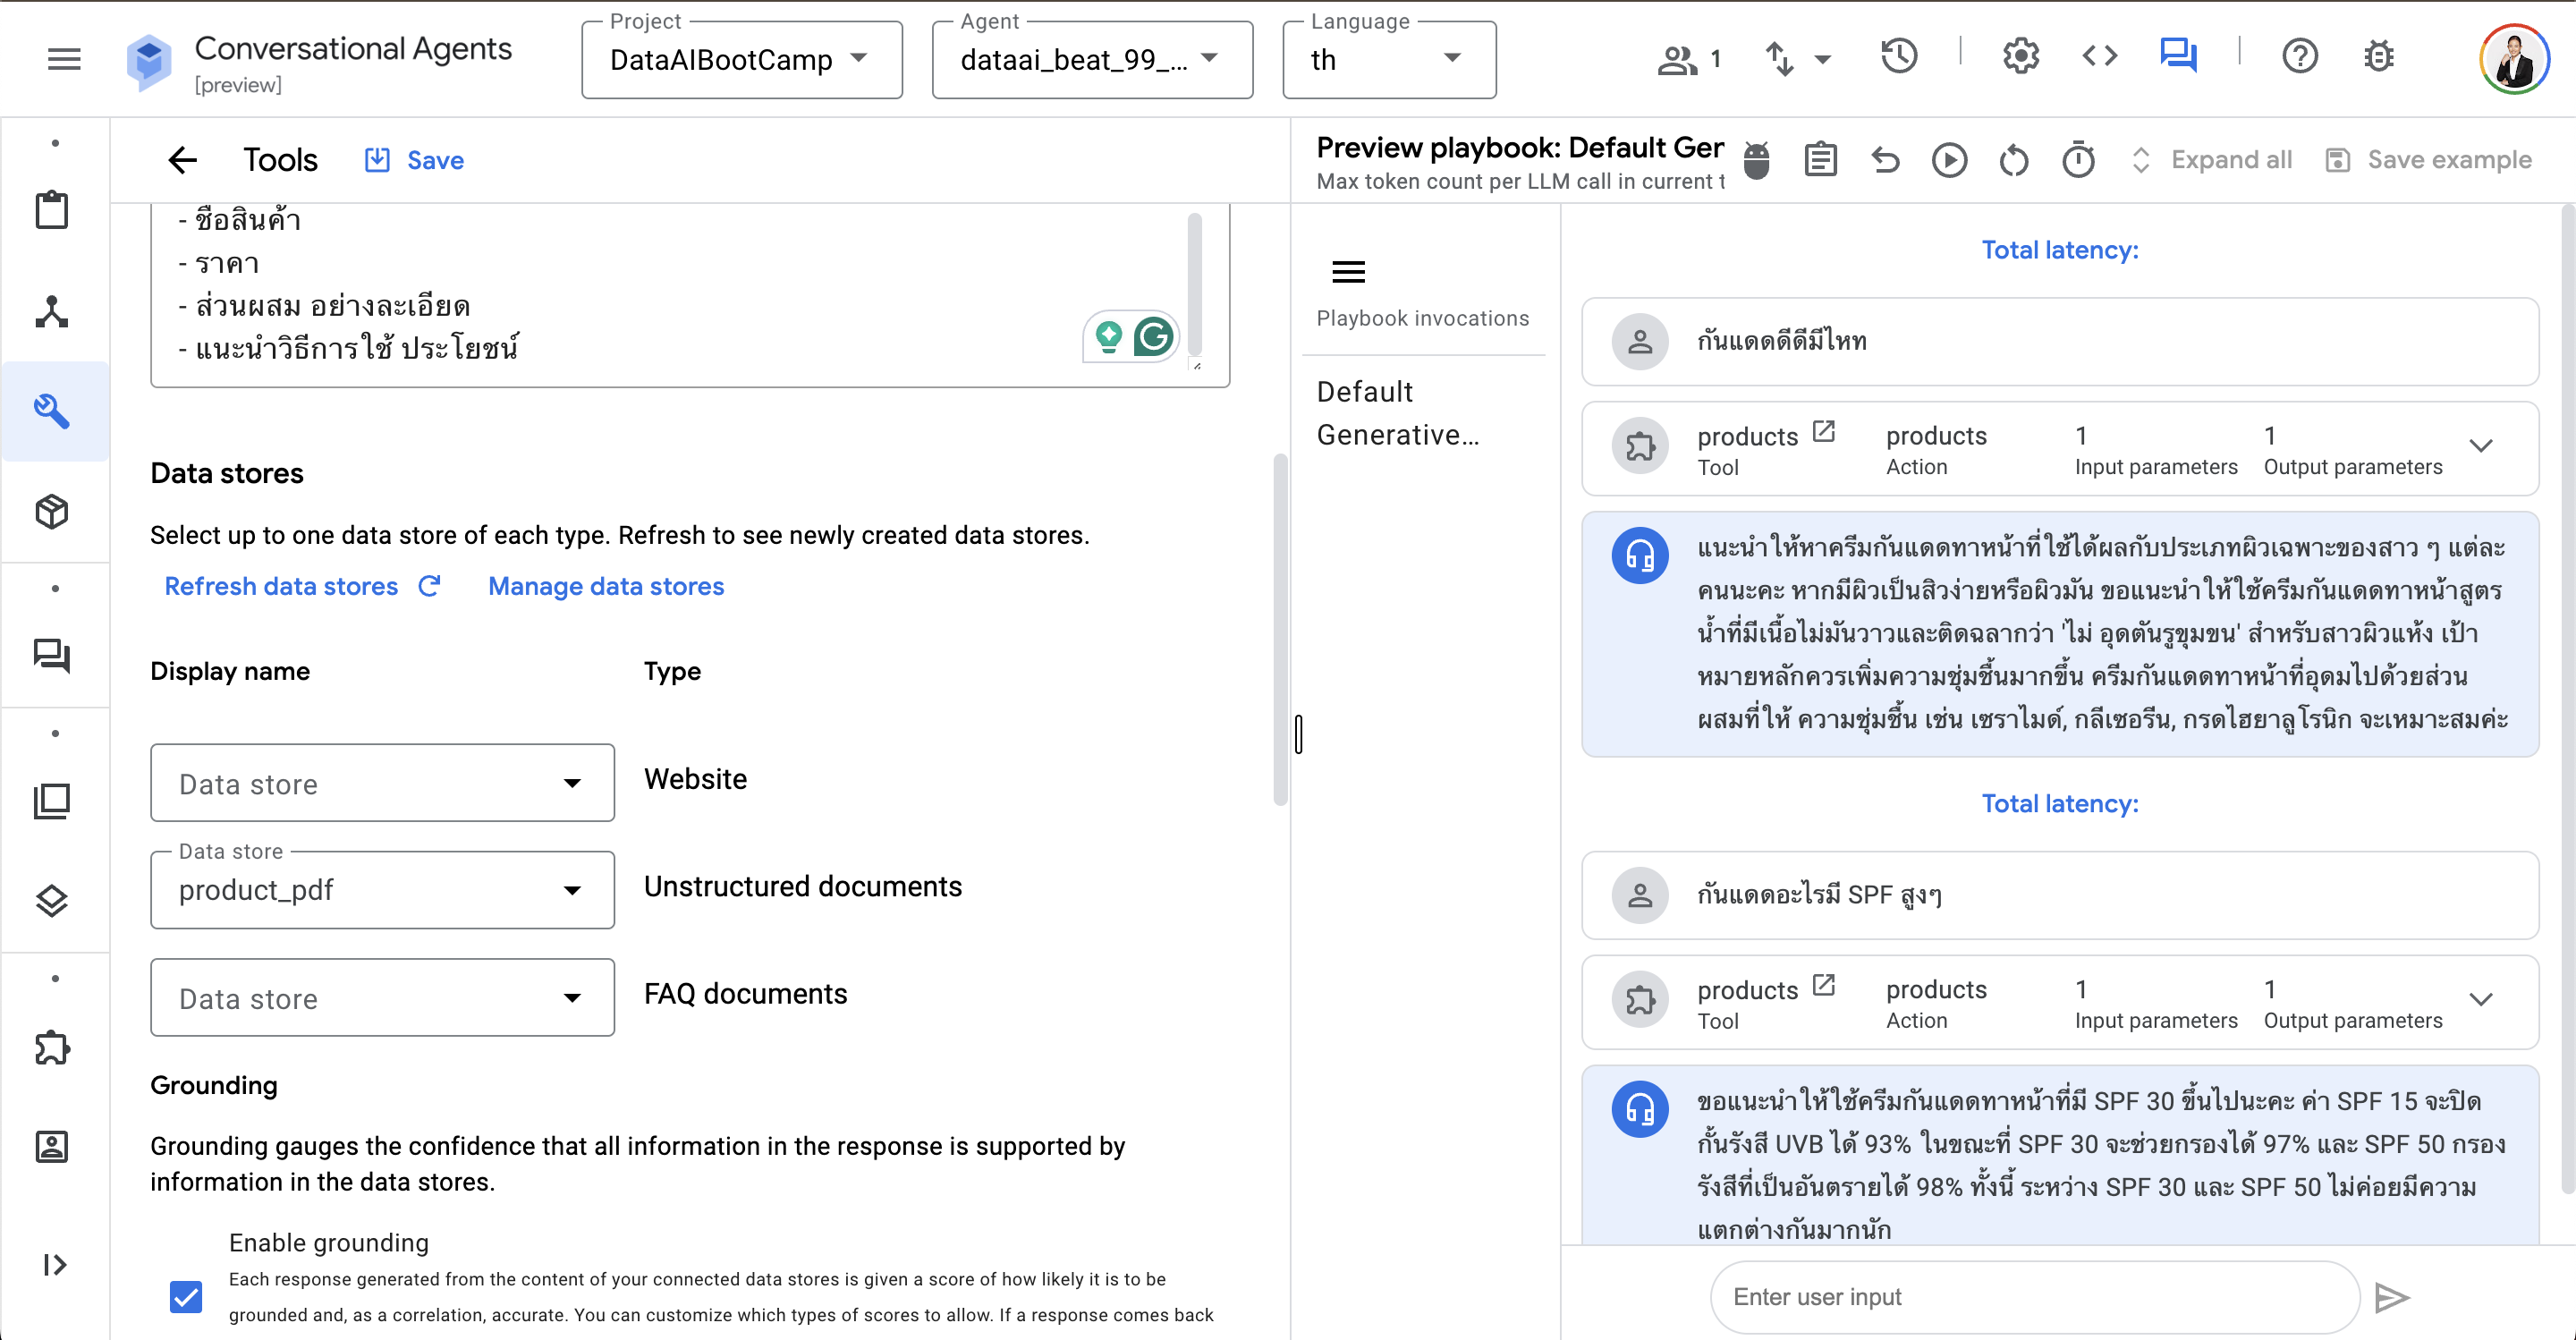 Conversational Agents
[preview]
Project
DataAIBootCamp
Agent
dataai_beat_99_...
Language
th
1
Tools
Save
- ชื่อสินค้า
- ราคา
- ส่วนผสม อย่างละเอียด
- แนะนำวิธีการใช้ ประโยชน์
Data stores
Select up to one data store of each type. Refresh to see newly created data stores.
Refresh data stores
Manage data stores
Display name
Type
Data store
Website
Data store
product_pdf
Unstructured documents
Data store
FAQ documents
Grounding
Grounding gauges the confidence that all information in the response is supported by
information in the data stores.
Enable grounding
Each response generated from the content of your connected data stores is given a score of how likely it is to be
grounded and, as a correlation, accurate. You can customize which types of scores to allow. If a response comes back
Preview playbook: Default Ger
Max token count per LLM call in current t
Expand all
Save example
Playbook invocations
Default
Generative...
Total latency:
กันแดดดีดีมีไหท
products
Tool
products
Action
1
Input parameters
1
Output parameters
แนะนำให้หาครีมกันแดดทาหน้าที่ใช้ได้ผลกับประเภทผิวเฉพาะของสาว ๆ แต่ละ
คนนะคะ หากมีผิวเป็นสิวง่ายหรือผิวมัน ขอแนะนำให้ใช้ครีมกันแดดทาหน้าสูตร
น้ำที่มีเนื้อไม่มันวาวและติดฉลากว่า 'ไม่ อุดตันรูขุมขน' สำหรับสาวผิวแห้ง เป้า
หมายหลักควรเพิ่มความชุ่มชื้นมากขึ้น ครีมกันแดดทาหน้าที่อุดมไปด้วยส่วน
ผสมที่ให้ ความชุ่มชื้น เช่น เซราไมด์, กลีเซอรีน, กรดไฮยาลูโรนิก จะเหมาะสมค่ะ
Total latency:
กันแดดอะไรมี SPF สูงๆ
products
Tool
products
Action
1
Input parameters
1
Output parameters
ขอแนะนำให้ใช้ครีมกันแดดทาหน้าที่มี SPF 30 ขึ้นไปนะคะ ค่า SPF 15 จะปิด
กั้นรังสี UVB ได้ 93% ในขณะที่ SPF 30 จะช่วยกรองได้ 97% และ SPF 50 กรอง
รังสีที่เป็นอันตรายได้ 98% ทั้งนี้ ระหว่าง SPF 30 และ SPF 50 ไม่ค่อยมีความ
แตกต่างกันมากนัก
Enter user input